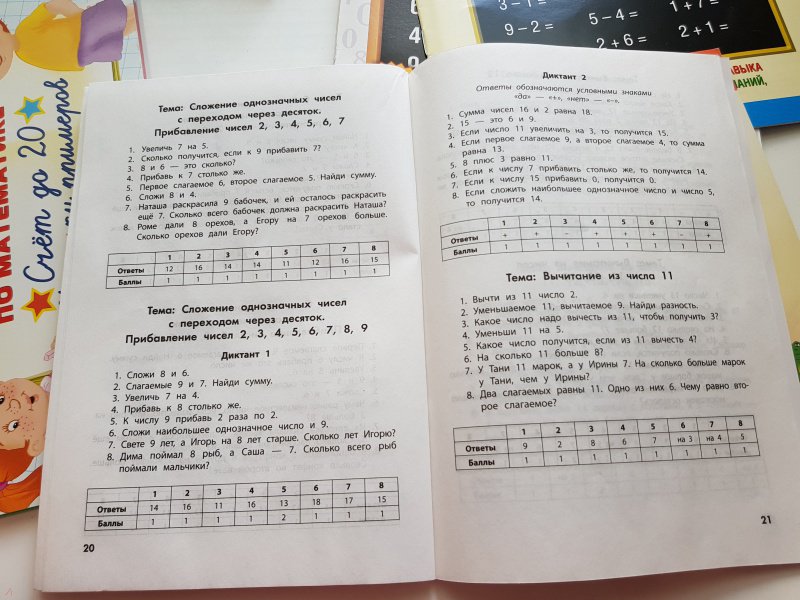 3 - 1 =
9 - 2 =
5 - 4 =
2 + 6 =
1 + 7 =
2 + 1 =
ПО МАТЕМАТИКЕ
Счёт до 20
Тема: Сложение однозначных чисел
с переходом через десяток.
Прибавление чисел 2, 3, 4, 5, 6, 7
1. Увеличь 7 на 5.
2. Сколько получится, если к 9 прибавить 7?
3. 8 и 6 — это сколько?
4. Прибавь к 7 столько же.
5. Первое слагаемое 6, второе слагаемое 5. Найди сумму.
6. Сложи 8 и 4.
7. Наташа раскрасила 9 бабочек, и ей осталось раскрасить
ещё 7. Сколько всего бабочек должна раскрасить Наташа?
8. Роме дали 8 орехов, а Егору на 7 орехов больше.
Сколько орехов дали Егору?
1 2 3 4 5 6 7 8
Ответы 12 16 14 14 11 12 16 15
Баллы 1 1 1 1 1 1 1 1
Тема: Сложение однозначных чисел
с переходом через десяток.
Прибавление чисел 2, 3, 4, 5, 6, 7, 8, 9
Диктант 1
1. Сложи 8 и 6.
2. Слагаемые 9 и 7. Найди сумму.
3. Увеличь 7 на 4.
4. Прибавь к 8 столько же.
5. К числу 9 прибавь 2 раза по 2.
6. Сложи наибольшее однозначное число и 9.
7. Свете 9 лет, а Игорь на 8 лет старше. Сколько лет Игорю?
8. Дима поймал 8 рыб, а Саша — 7. Сколько всего рыб
поймали мальчики?
1 2 3 4 5 6 7 8
Ответы 14 16 11 16 13 18 17 15
Баллы 1 1 1 1 2 1 1 1
20
Диктант 2
Ответы обозначаются условными знаками
«да» — «+», «нет» — «–».
1. Сумма чисел 16 и 2 равна 18.
2. 15 — это 6 и 9.
3. Если число 11 увеличить на 3, то получится 15.
4. Если первое слагаемое 9, а второе слагаемое 4, то сумма
равна 13.
5. 8 плюс 3 равно 11.
6. Если к числу 7 прибавить столько же, то получится 14.
7. Если к числу 15 прибавить 0, получится 0.
8. Если сложить наибольшее однозначное число и число 5,
то получится 14.
1 2 3 4 5 6 7 8
Ответы + + – + + + – +
Баллы 1 1 1 1 1 1 1 1
Тема: Вычитание из числа 11
1. Вычти из 11 число 2.
2. Уменьшаемое 11, вычитаемое 9. Найди разность.
3. Какое число надо вычесть из 11, чтобы получить 3?
4. Уменьши 11 на 5.
5. Какое число получится, если из 11 вычесть 4?
6. На сколько 11 больше 8?
7. У Тани 11 марок, а у Ирины 7. На сколько больше марок
у Тани, чем у Ирины?
8. Два слагаемых равны 11. Одно из них 6. Чему равно вто-
рое слагаемое?
1 2 3 4 5 6 7 8
Ответы 9 2 8 6 7 на 3 на 4 5
Баллы 1 1 1 1 1 1 1 1
21